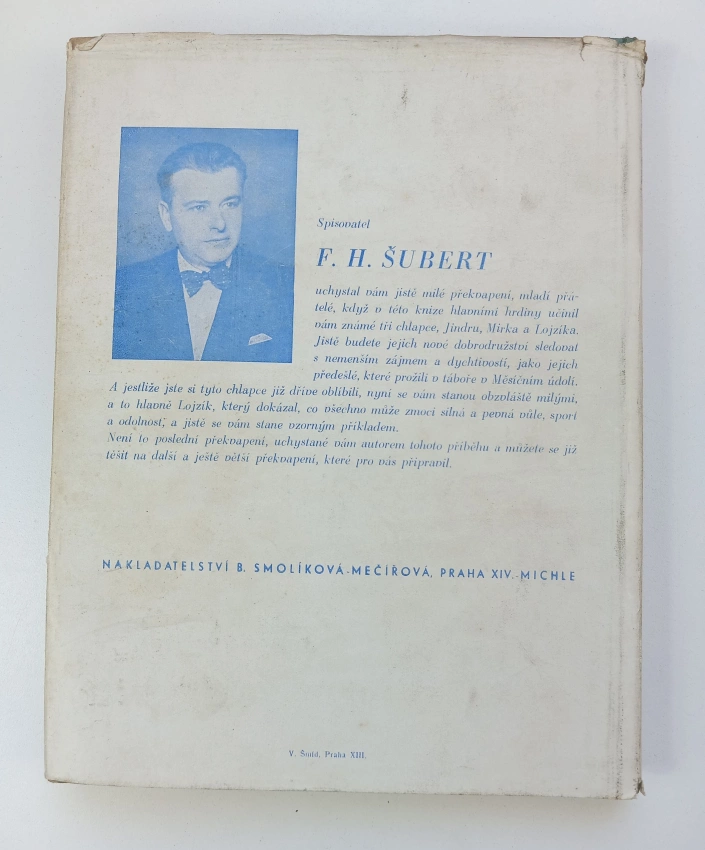 Spisovatel
F. H. ŠUBERT
uchystal vám jistě milé překvapení, mladí přá-
telé, když v této knize hlavními hrdiny učinil
vám známé tři chlapce, Jindru, Mirka a Lojzíka.
Jistě budete jejich nové dobrodružství sledovat
s nemenším zájmem a dychtivostí, jako jejich
předešlé, které prožili v táboře v Měsíčním údolí.
A jestliže jste si tyto chlapce již dříve oblíbili, nyní se vám stanou obzvláště milými,
a to hlavně Lojzík, který dokázal, co všechno může zmoci silná a pevná vůle, sport
a odolnost, a jistě se vám stane vzorným příkladem.
Není to poslední překvapení, uchystané vám autorem tohoto příběhu a můžete se již
těšit na další a ještě větší překvapení, které pro vás připravil.
NAKLADATELSTVÍ B. SMOLÍKOVÁ-MEČÍŘOVÁ, PRAHA XIV.-MICHLE
V. Šmíd, Praha XIII.